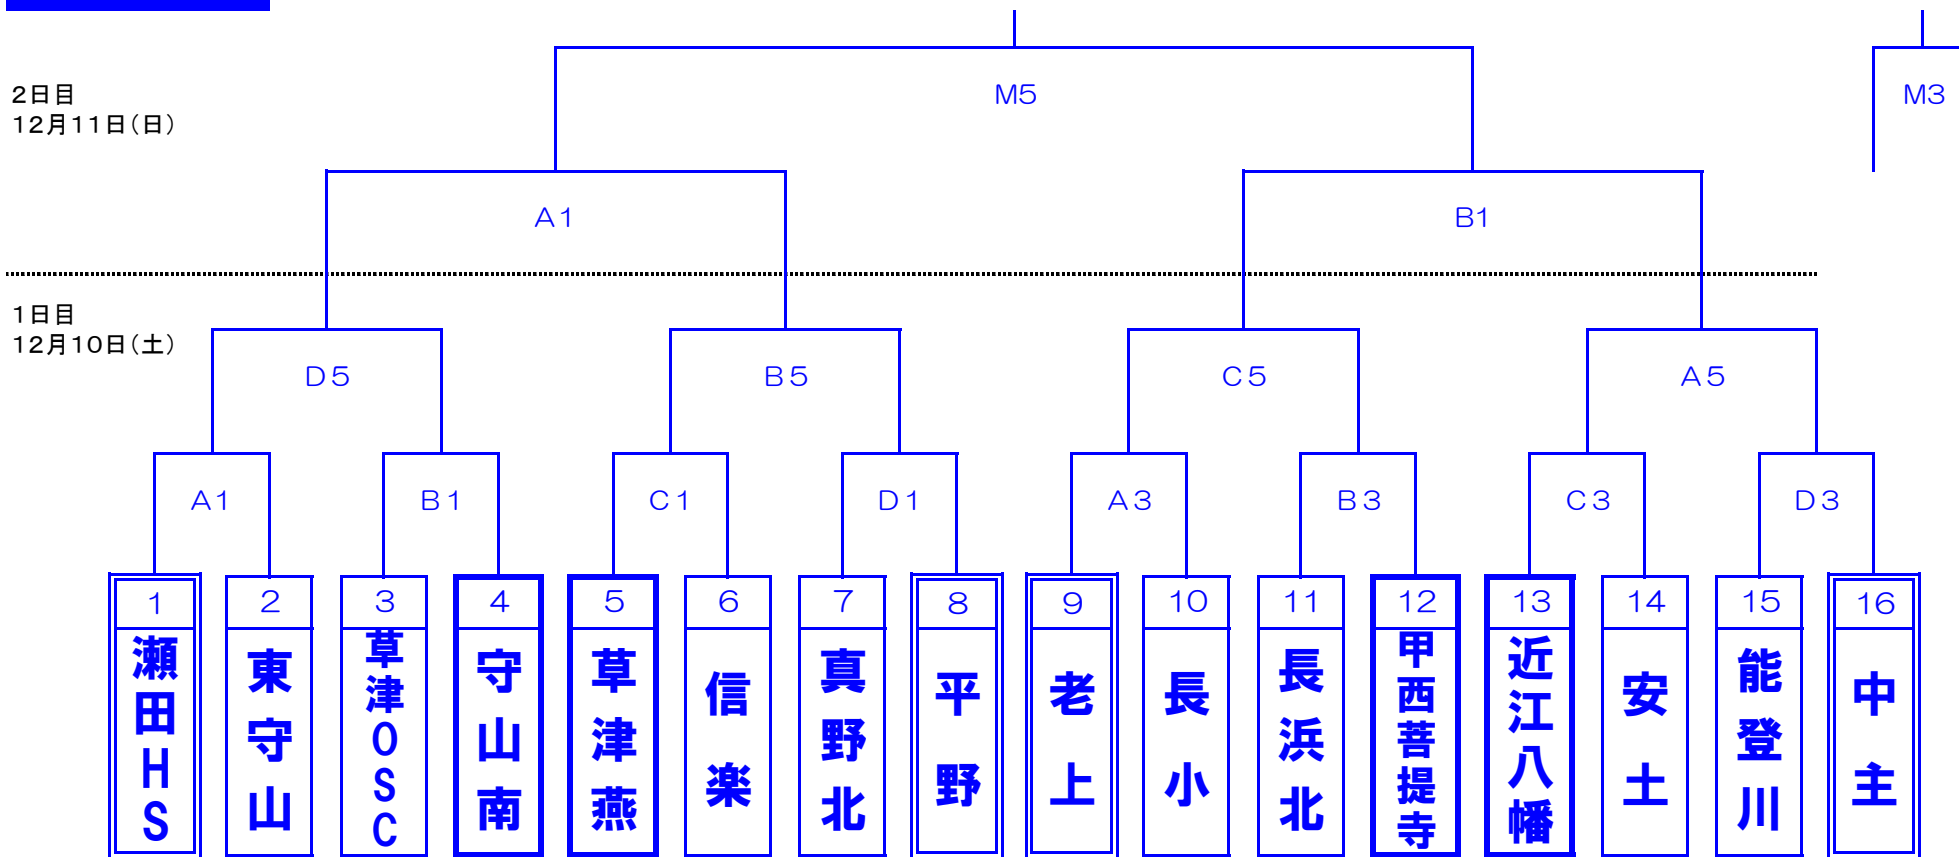 M5
M3
2日目
12月11日(日)
A1
B1
1日目
12月10日(土)
D5
B5
C5
A5
A1
B1
C1
D1
A3
B3
C3
D3
1
2
3
4
5
6
7
8
9
10
11
12
13
14
15
16
瀬田HS
東守山
草津OSC
守山南
草津燕
信楽
真野北
平野
老上
長小
長浜北
甲西菩提寺
近江八幡
安土
能登川
中主